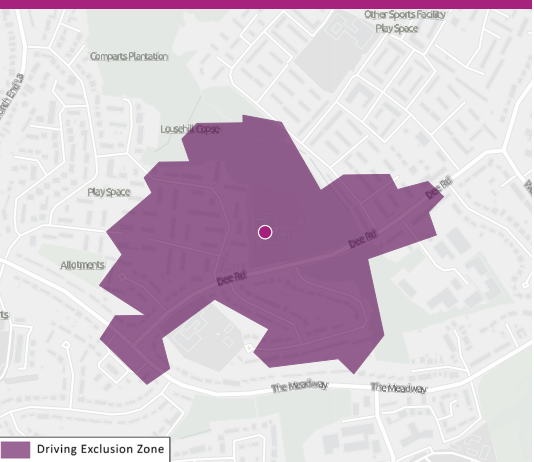 Other Sports Facility
Play Space
Comparts Plantation
Lousehill Copse
Play Space
Dee Rd
Dee Rd
Allotments
Dee Rd
The Meadway
The Meadway
Driving Exclusion Zone